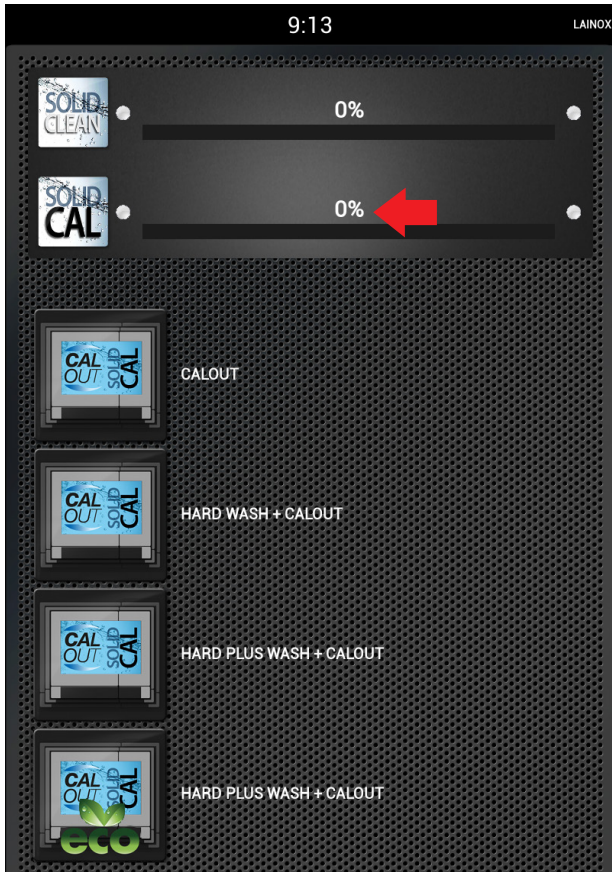 9:13
LAINOX
SOLID
CLEAN
0%
SOLID
CAL
0%
CAL
OUT
SOLID
CAL
CALOUT
CAL
OUT
SOLID
CAL
HARD WASH + CALOUT
CAL
OUT
SOLID
CAL
HARD PLUS WASH + CALOUT
CAL
OUT
SOLID
CAL
eco
HARD PLUS WASH + CALOUT